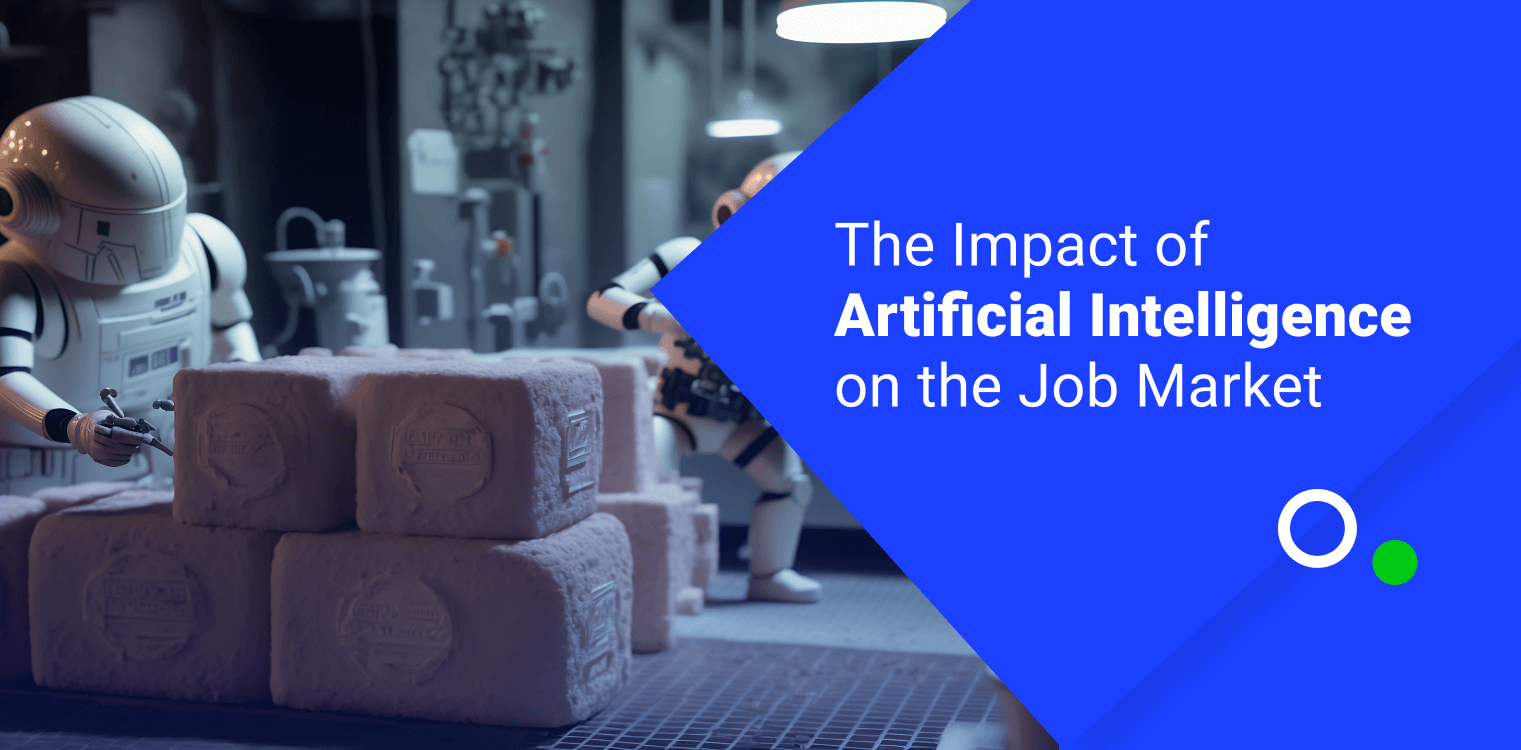 The Impact of
Artificial Intelligence
on the Job Market